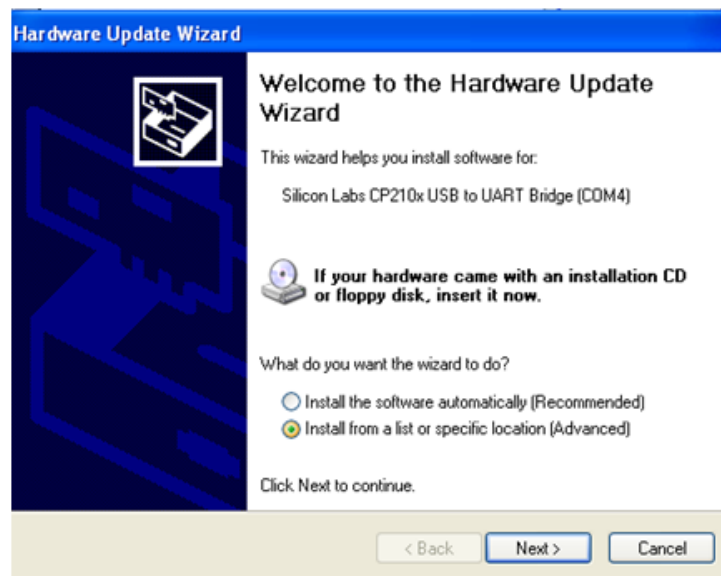 Hardware Update Wizard
Welcome to the Hardware Update
Wizard
This wizard helps you install software for:
Silicon Labs CP210x USB to UART Bridge (COM4)
If your hardware came with an installation CD
or floppy disk, insert it now.
What do you want the wizard to do?
Install the software automatically (Recommended)
Install from a list or specific location (Advanced)
Click Next to continue.
< Back Next > Cancel